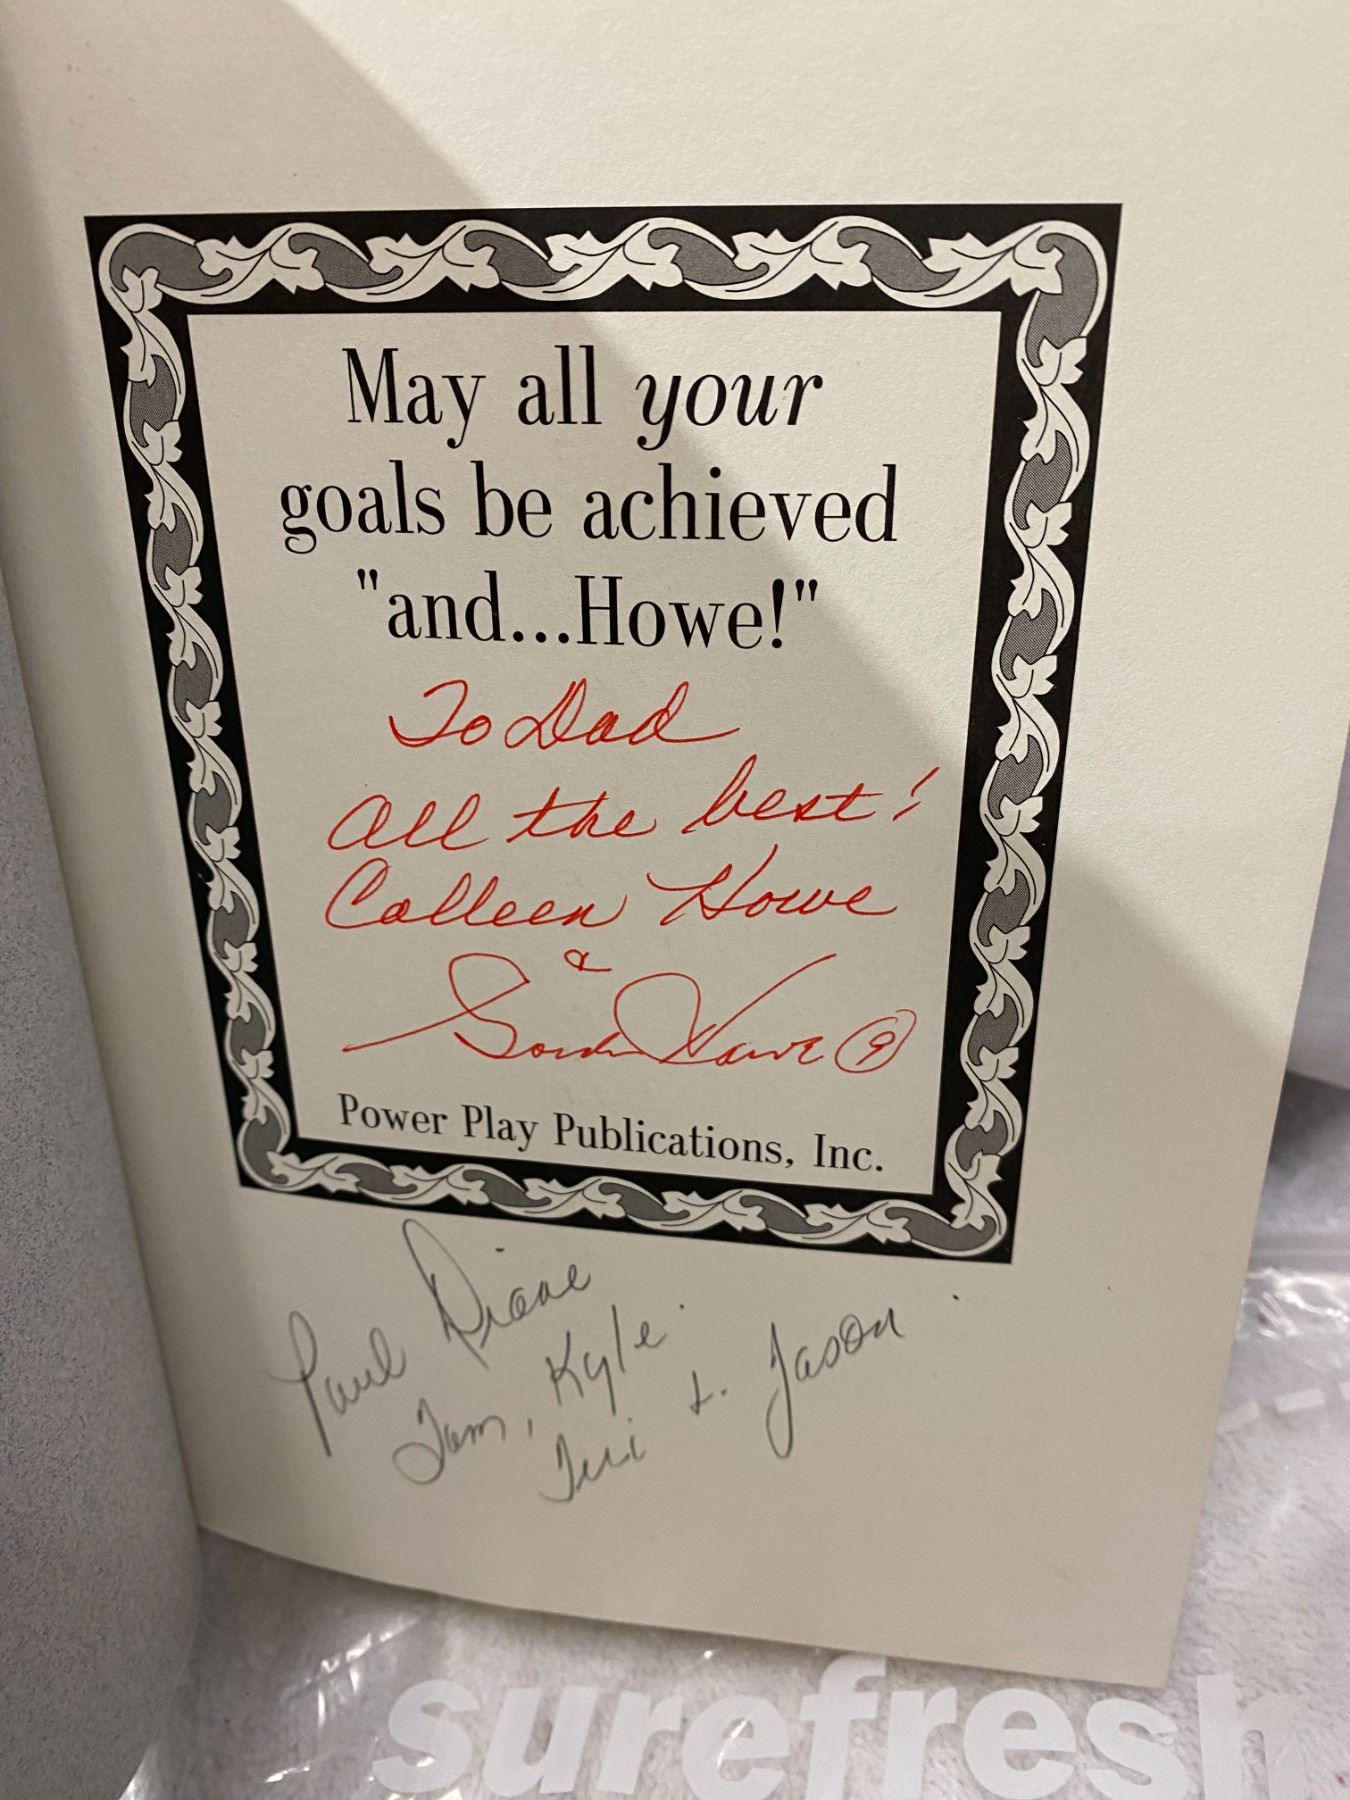 May all your
goals be achieved
"and...Howe!"
To Dad
All the best!
Colleen Howe
&
Gordie Howe 9
Power Play Publications, Inc.
Paul Diane
Tam, Kyle
Teri & Jason
surefresh